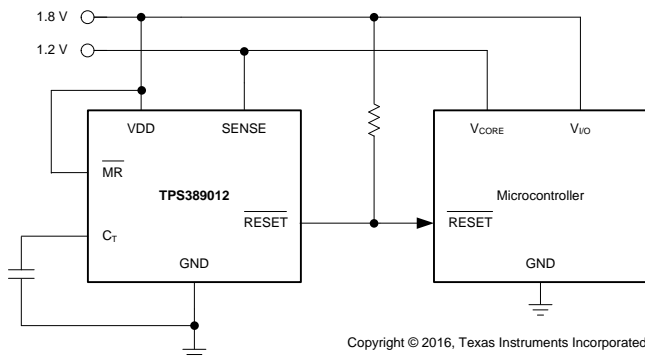 1.8 V
1.2 V
VDD
SENSE
MR
TPS389012
RESET
CT
GND
VCORE
VI/O
Microcontroller
RESET
GND
Copyright © 2016, Texas Instruments Incorporated